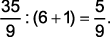 35/9 : (6 + 1) = 5/9.